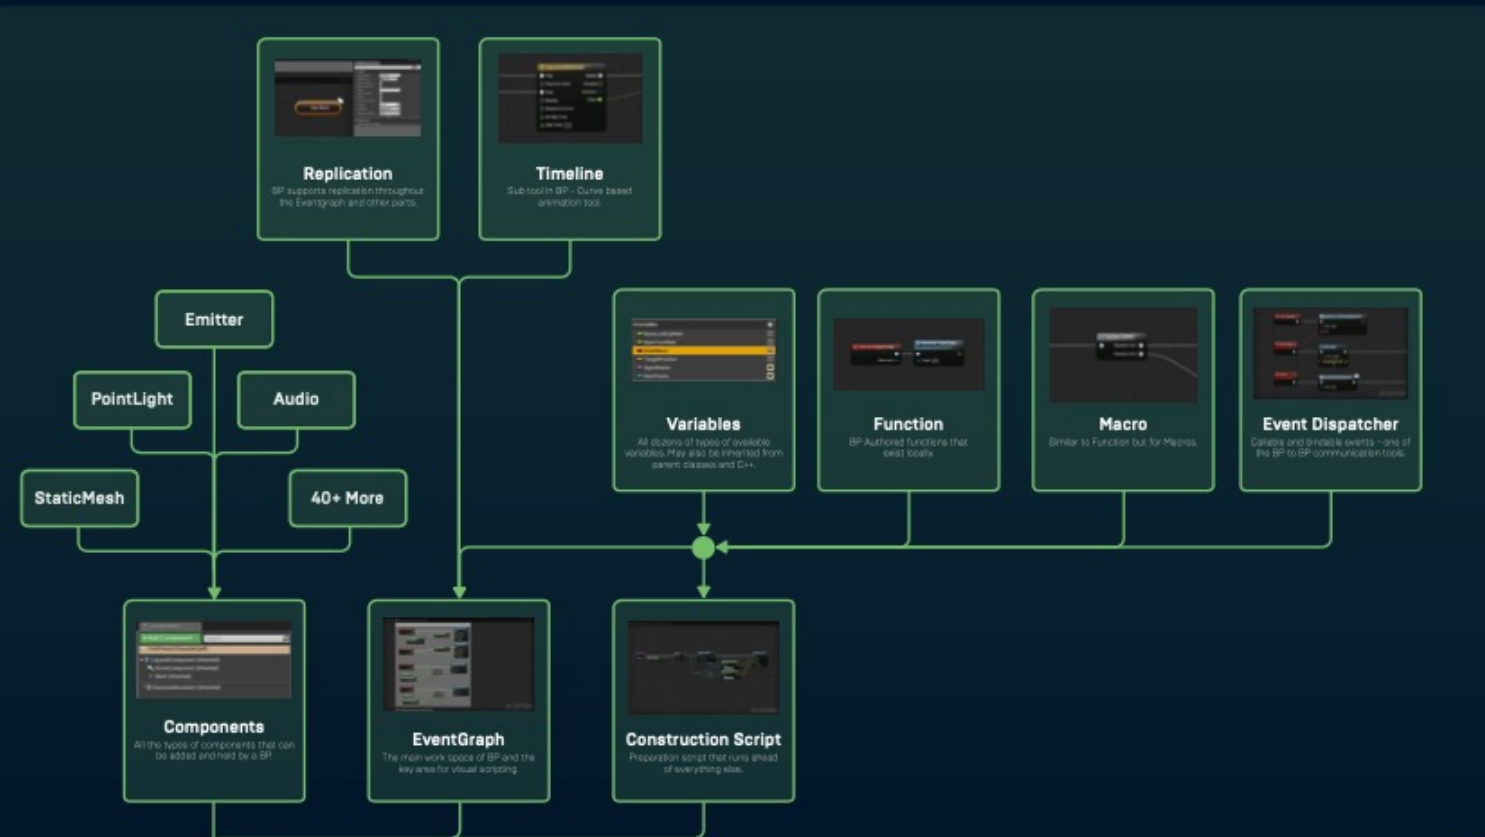 Replication
BP supports replication throughout
the Eventgraph and other parts.
Timeline
Sub tool in BP - Curve based
animation tool.
Emitter
PointLight
Audio
StaticMesh
40+ More
Variables
All dozens of types of available
variables. May also be inherited from
parent classes and C++.
Function
BP Authored functions that
exist locally.
Macro
Similar to Function but for Macros.
Event Dispatcher
Callable and bindable events - one of
the BP to BP communication tools.
Components
All the types of components that can
be added and held by a BP.
EventGraph
The main work space of BP and the
key area for visual scripting.
Construction Script
Preparation script that runs ahead
of everything else.